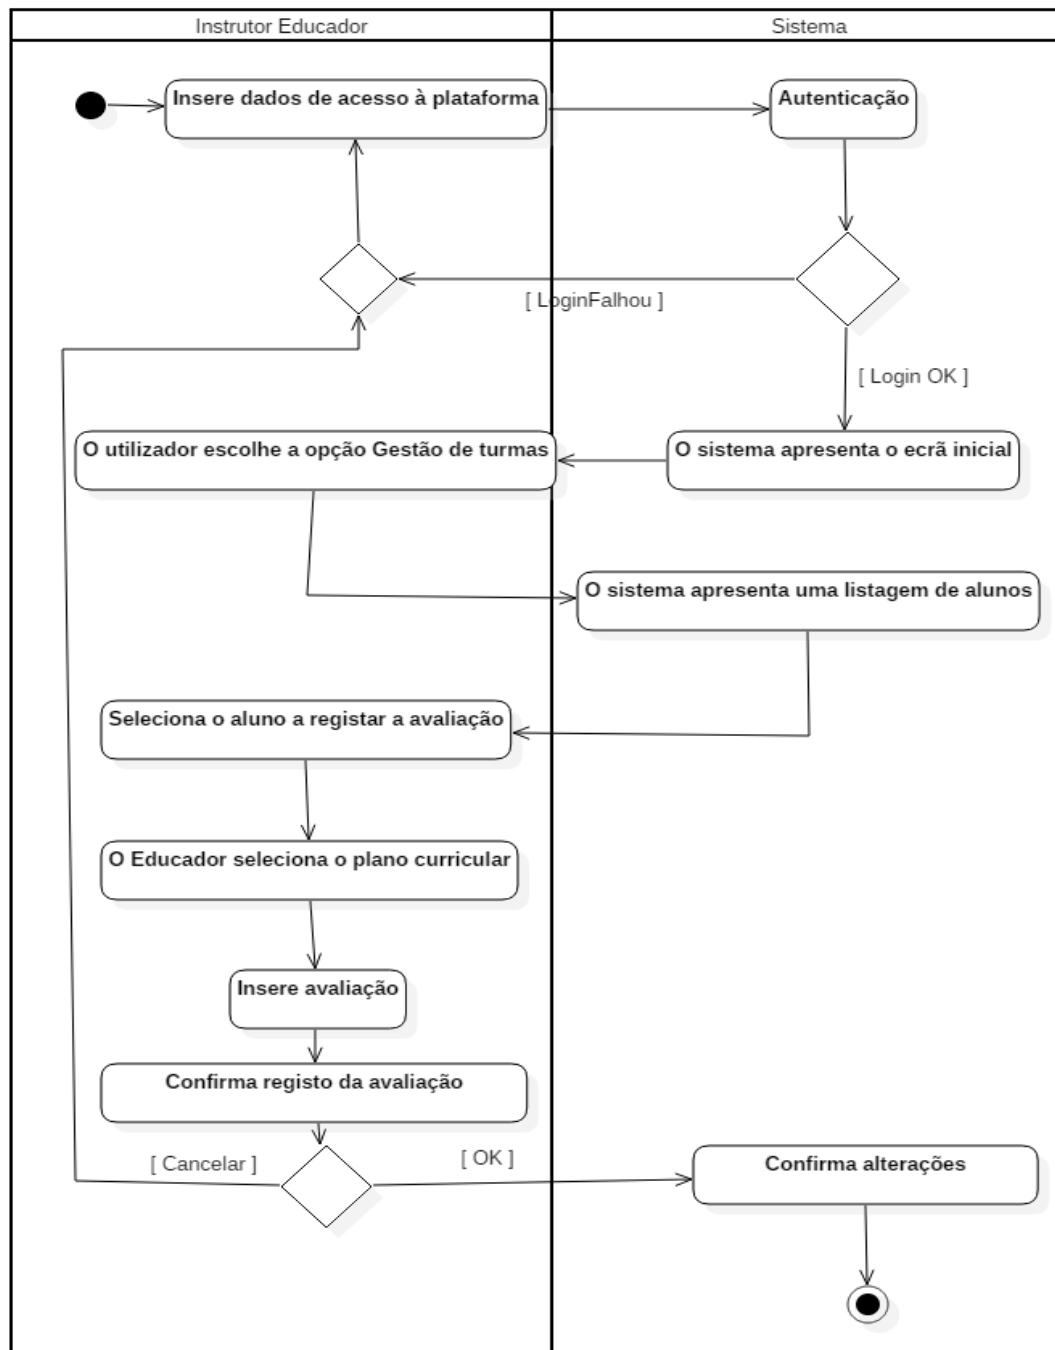 Instrutor Educador
Sistema
Insere dados de acesso à plataforma
Autenticação
[ LoginFalhou ]
[ Login OK ]
O utilizador escolhe a opção Gestão de turmas
O sistema apresenta o ecrã inicial
O sistema apresenta uma listagem de alunos
Seleciona o aluno a registar a avaliação
O Educador seleciona o plano curricular
Insere avaliação
Confirma registo da avaliação
[ Cancelar ]
[ OK ]
Confirma alterações